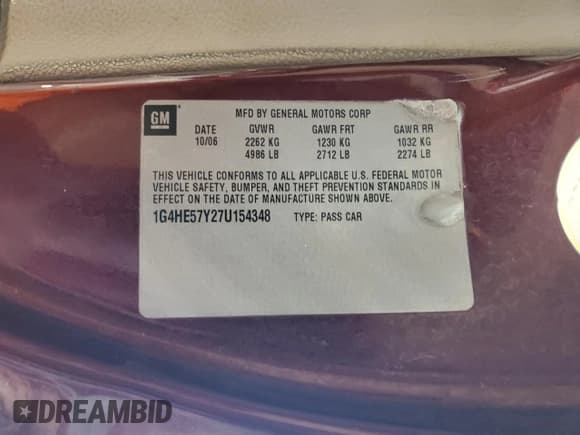 GM
MFD BY GENERAL MOTORS CORP
DATE GVWR GAWR FRT GAWR RR
10/06 2262 KG 1230 KG 1032 KG
4986 LB 2712 LB 2274 LB
THIS VEHICLE CONFORMS TO ALL APPLICABLE U.S. FEDERAL MOTOR
VEHICLE SAFETY, BUMPER, AND THEFT PREVENTION STANDARDS IN
EFFECT ON THE DATE OF MANUFACTURE SHOWN ABOVE.
1G4HE57Y27U154348 TYPE: PASS CAR
DREAMBID